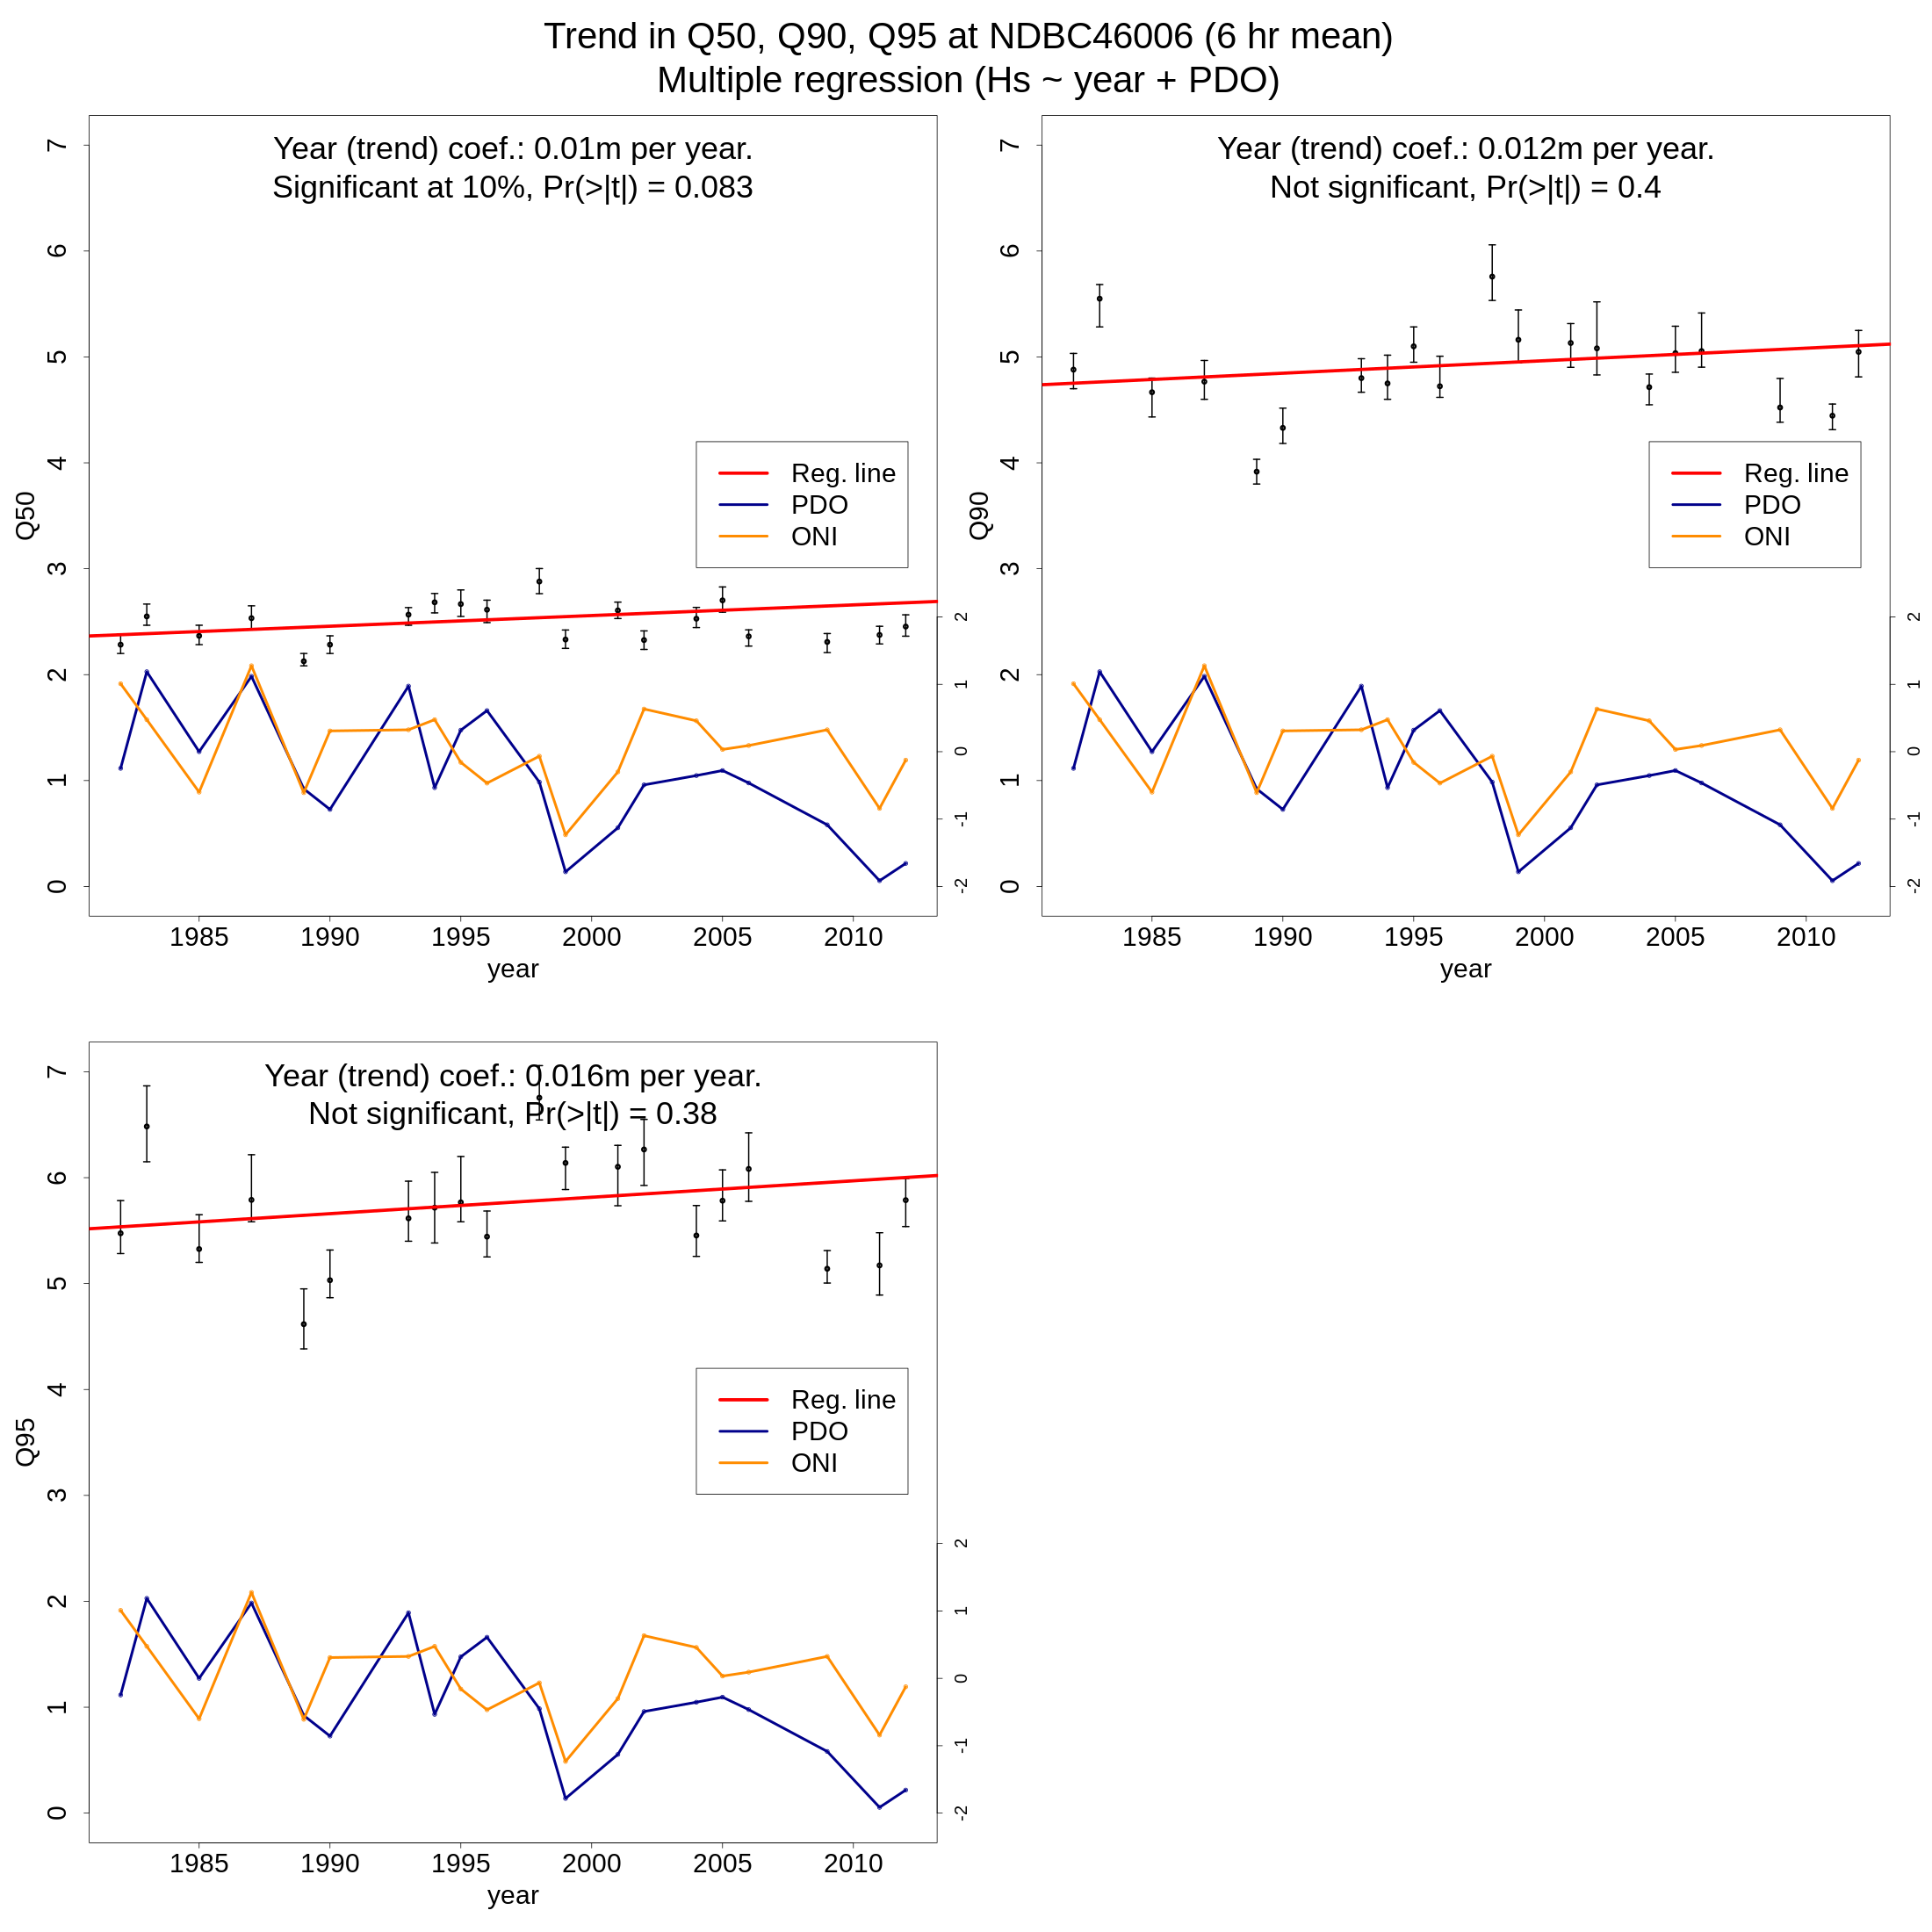 Trend in Q50, Q90, Q95 at NDBC46006 (6 hr mean)
Multiple regression (Hs ~ year + PDO)
Year (trend) coef.: 0.01m per year.
Significant at 10%, Pr(>|t|) = 0.083
7
6
5
4
3
2
1
0
Q50
Reg. line
PDO
ONI
2
1
0
-1
-2
1985 1990 1995 2000 2005 2010
year
Year (trend) coef.: 0.012m per year.
Not significant, Pr(>|t|) = 0.4
7
6
5
4
3
2
1
0
Q90
Reg. line
PDO
ONI
2
1
0
-1
-2
1985 1990 1995 2000 2005 2010
year
Year (trend) coef.: 0.016m per year.
Not significant, Pr(>|t|) = 0.38
7
6
5
4
3
2
1
0
Q95
Reg. line
PDO
ONI
2
1
0
-1
-2
1985 1990 1995 2000 2005 2010
year